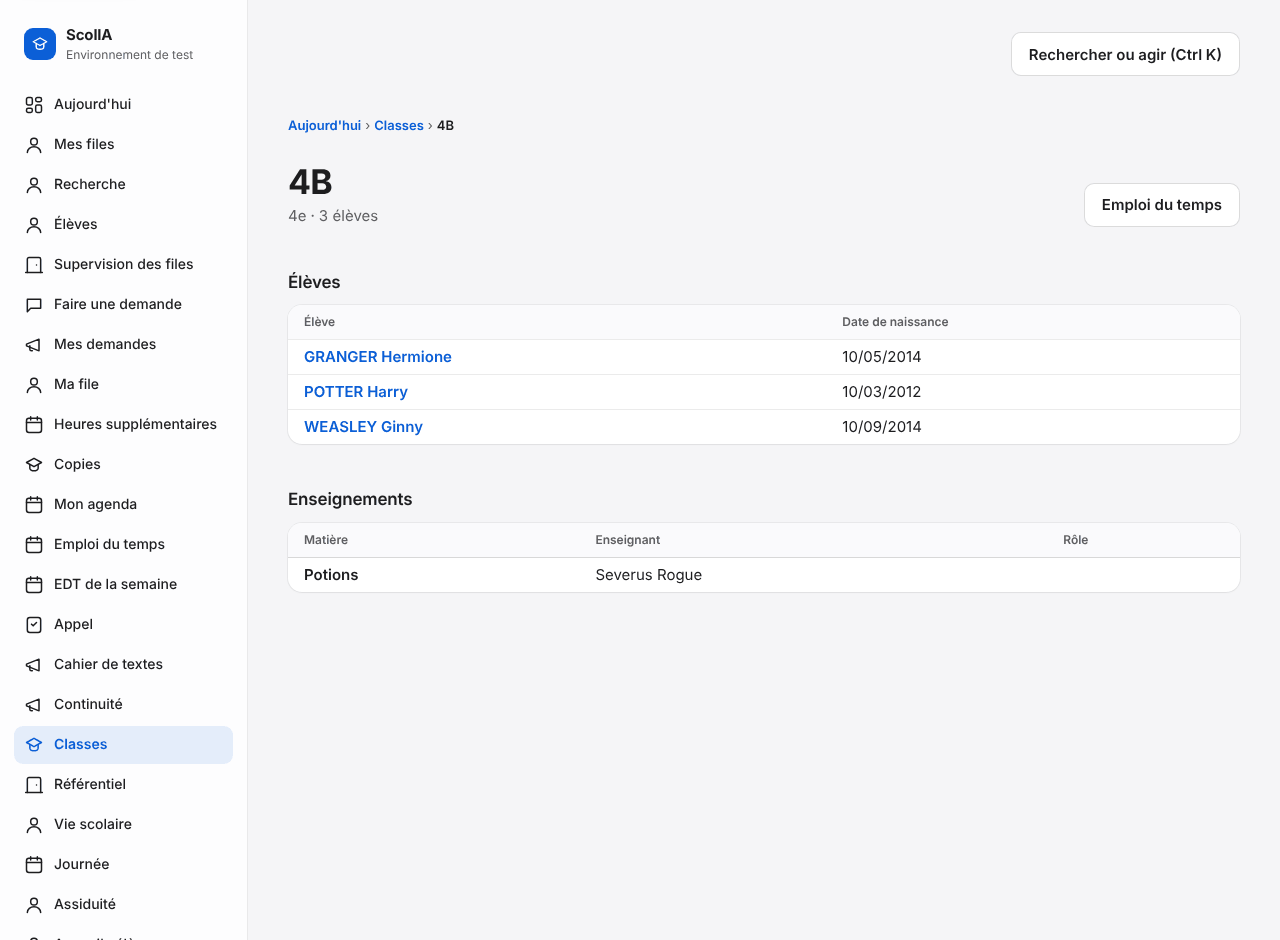 ScolIA
Environnement de test
Aujourd'hui
Mes files
Recherche
Élèves
Supervision des files
Faire une demande
Mes demandes
Ma file
Heures supplémentaires
Copies
Mon agenda
Emploi du temps
EDT de la semaine
Appel
Cahier de textes
Continuité
Classes
Référentiel
Vie scolaire
Journée
Assiduité
Rechercher ou agir (Ctrl K)
Aujourd'hui › Classes › 4B
4B
4e · 3 élèves
Emploi du temps
Élèves
Élève Date de naissance
GRANGER Hermione 10/05/2014
POTTER Harry 10/03/2012
WEASLEY Ginny 10/09/2014
Enseignements
Matière Enseignant Rôle
Potions Severus Rogue